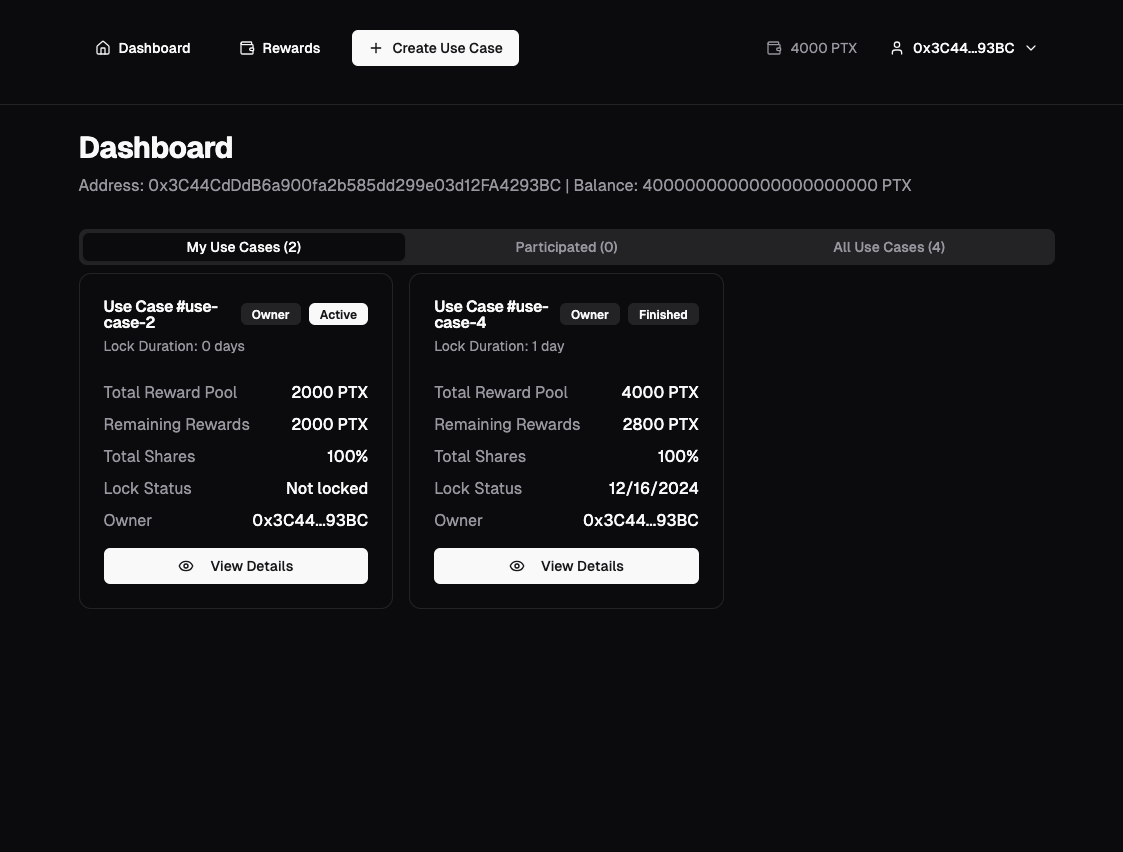 Dashboard
Rewards
Create Use Case
4000 PTX
0x3C44...93BC
Dashboard
Address: 0x3C44CdDdB6a900fa2b585dd299e03d12FA4293BC | Balance: 4000000000000000000000 PTX
My Use Cases (2)
Participated (0)
All Use Cases (4)
Use Case #use-
case-2
Owner
Active
Lock Duration: 0 days
Total Reward Pool 2000 PTX
Remaining Rewards 2000 PTX
Total Shares 100%
Lock Status Not locked
Owner 0x3C44...93BC
View Details
Use Case #use-
case-4
Owner
Finished
Lock Duration: 1 day
Total Reward Pool 4000 PTX
Remaining Rewards 2800 PTX
Total Shares 100%
Lock Status 12/16/2024
Owner 0x3C44...93BC
View Details